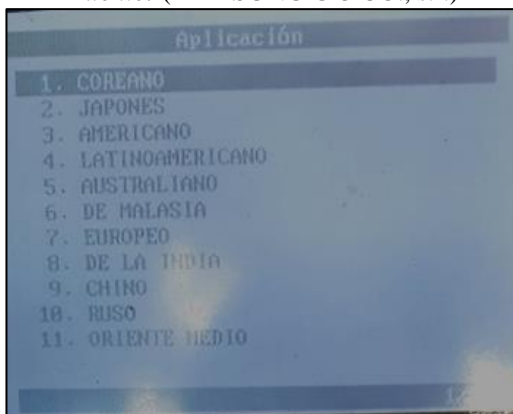 Aplicación
1. COREANO
2. JAPONES
3. AMERICANO
4. LATINOAMERICANO
5. AUSTRALIANO
6. DE MALASIA
7. EUROPEO
8. DE LA INDIA
9. CHINO
10. RUSO
11. ORIENTE MEDIO